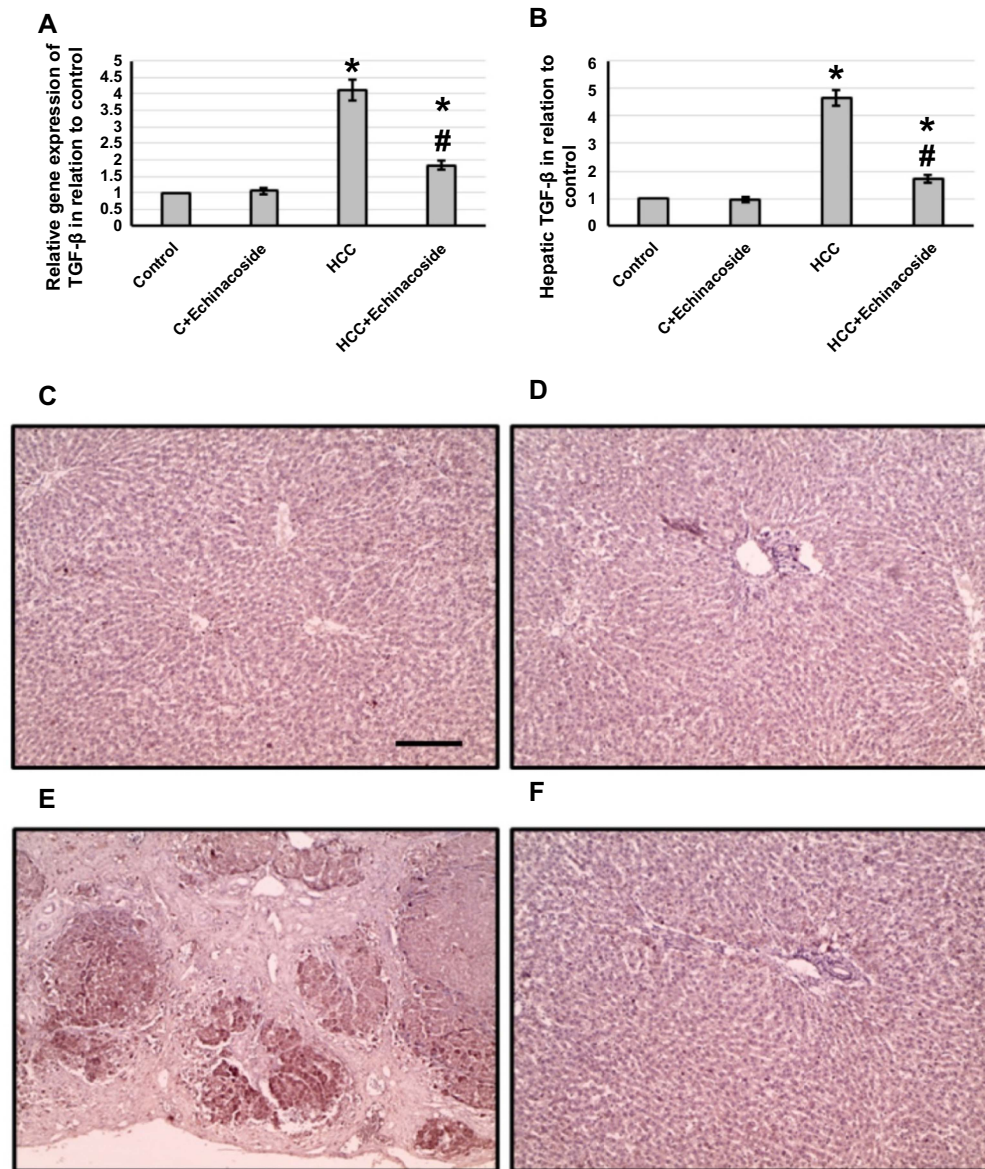 A
Relative gene expression of
TGF-β in relation to control
5
4.5
4
3.5
3
2.5
2
1.5
1
0.5
0
*
*
#
Control
C+Echinacoside
HCC
HCC+Echinacoside
B
Hepatic TGF-β in relation to
control
6
5
4
3
2
1
0
*
*
#
Control
C+Echinacoside
HCC
HCC+Echinacoside
C
D
E
F